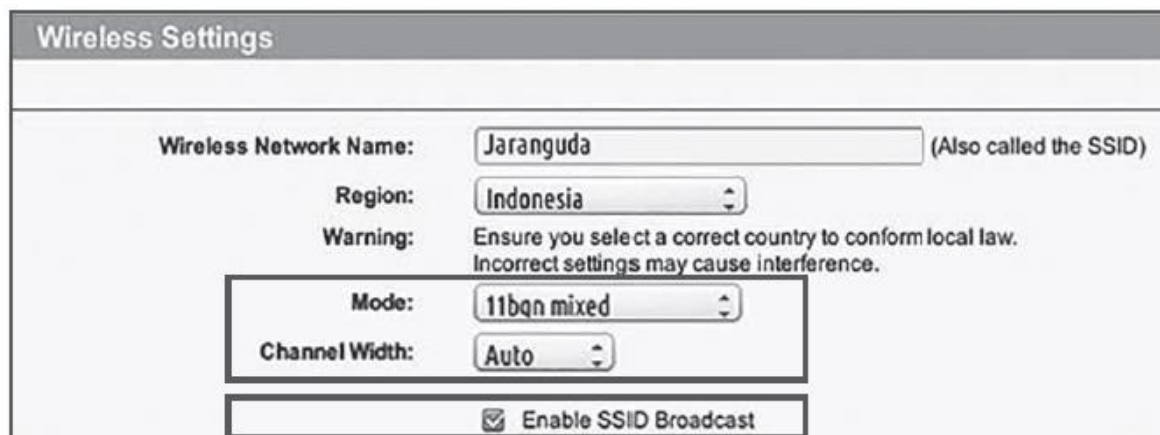 Wireless Settings
Wireless Network Name: Jaranguda (Also called the SSID)
Region: Indonesia
Warning: Ensure you select a correct country to conform local law.
Incorrect settings may cause interference.
Mode: 11bgn mixed
Channel Width: Auto
Enable SSID Broadcast